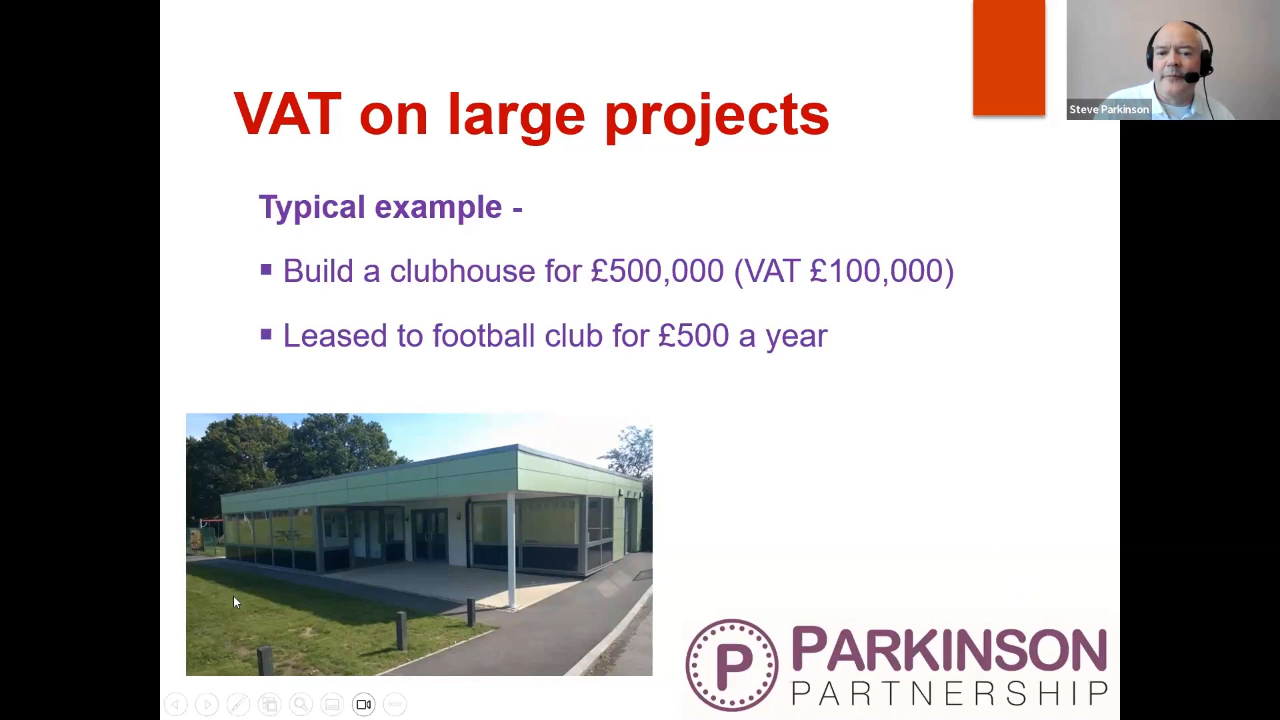 VAT on large projects
Steve Parkinson
Typical example -
▪ Build a clubhouse for £500,000 (VAT £100,000)
▪ Leased to football club for £500 a year
P
PARKINSON
PARTNERSHIP